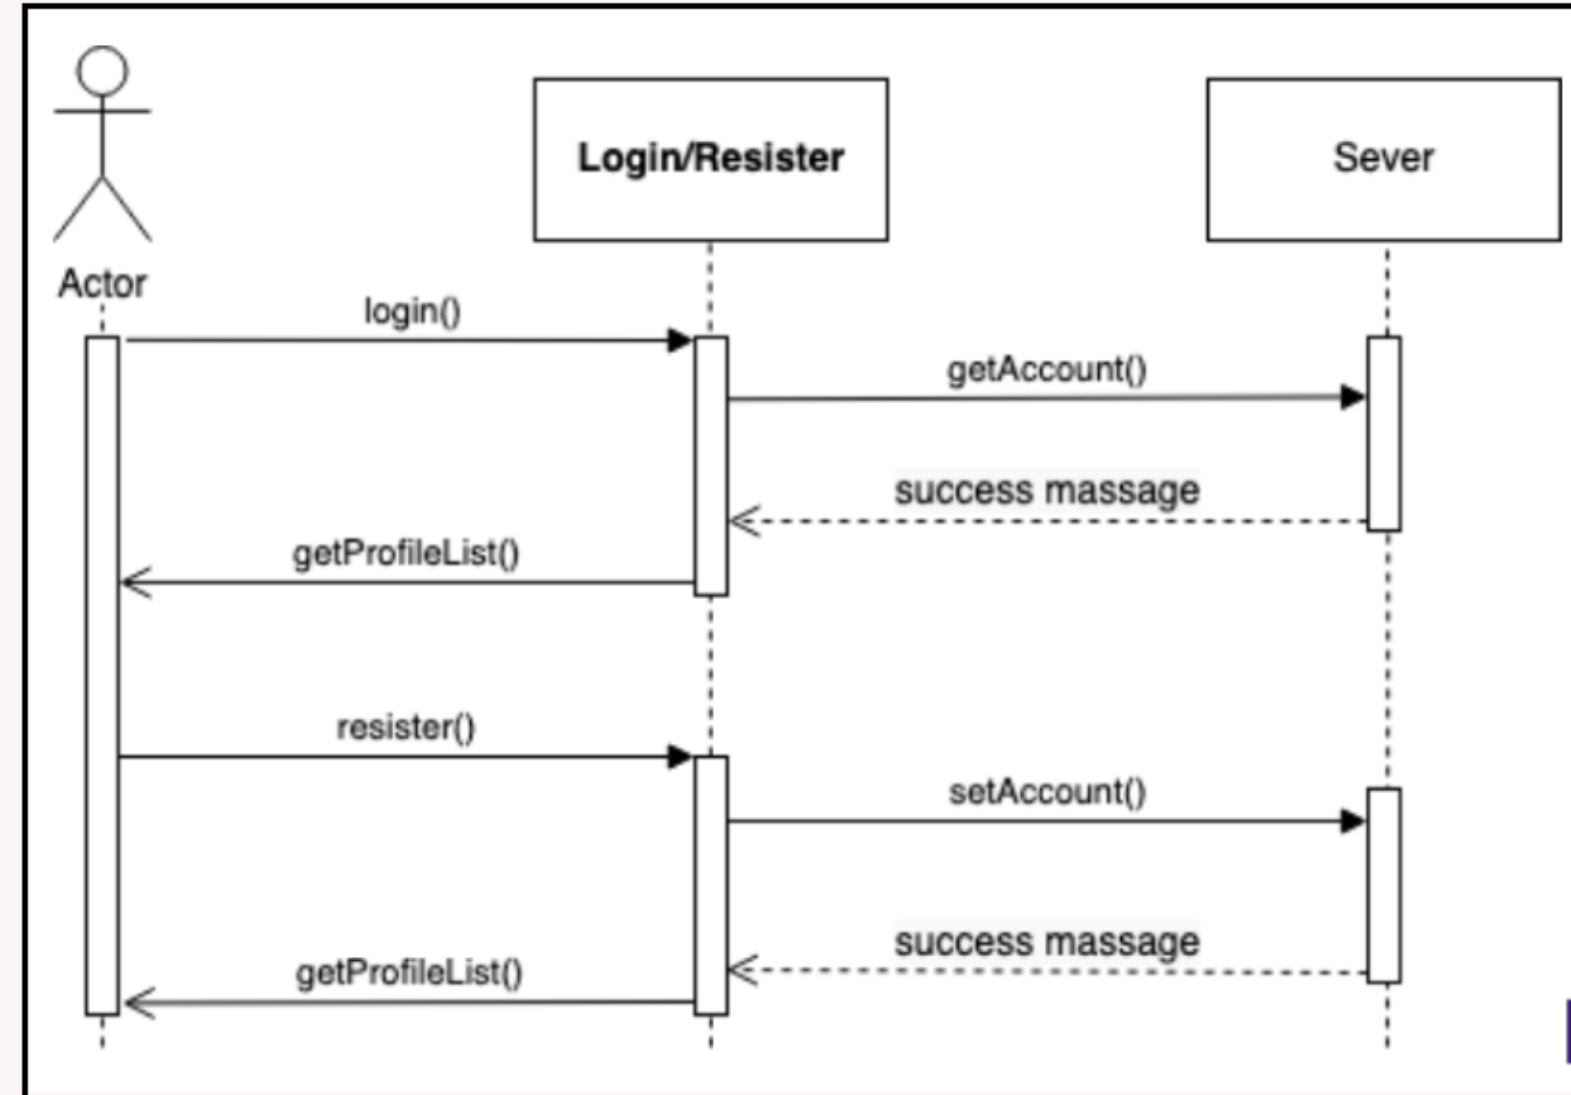 Login/Resister
Sever
Actor
login()
getAccount()
success massage
getProfileList()
resister()
setAccount()
success massage
getProfileList()